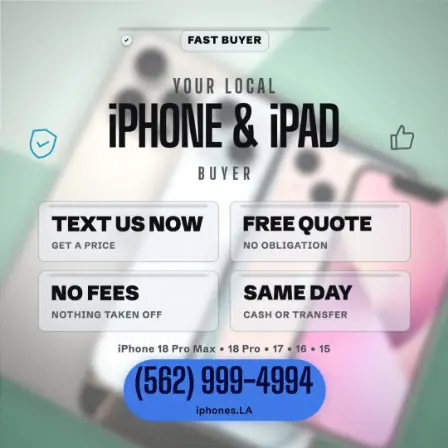 FAST BUYER
YOUR LOCAL
iPHONE & iPAD
BUYER
TEXT US NOW
GET A PRICE
FREE QUOTE
NO OBLIGATION
NO FEES
NOTHING TAKEN OFF
SAME DAY
CASH OR TRANSFER
iPhone 18 Pro Max • 18 Pro • 17 • 16 • 15
(562) 999-4994
iphones.LA